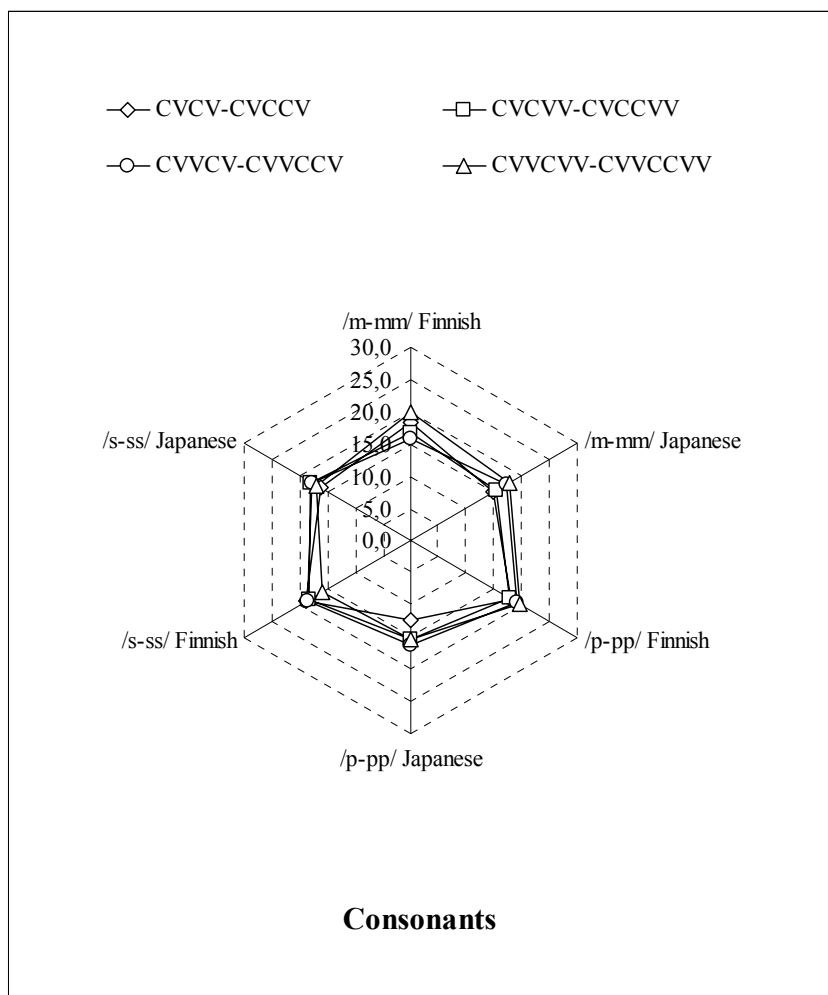 CVCV-CVCCV CVCVV-CVCCVV
CVVCV-CVVCCV CVVCVV-CVVCCVV
/m-mm/ Finnish
30,0
25,0
20,0
15,0
10,0
5,0
0,0
/s-ss/ Japanese
/m-mm/ Japanese
/s-ss/ Finnish
/p-pp/ Finnish
/p-pp/ Japanese
Consonants